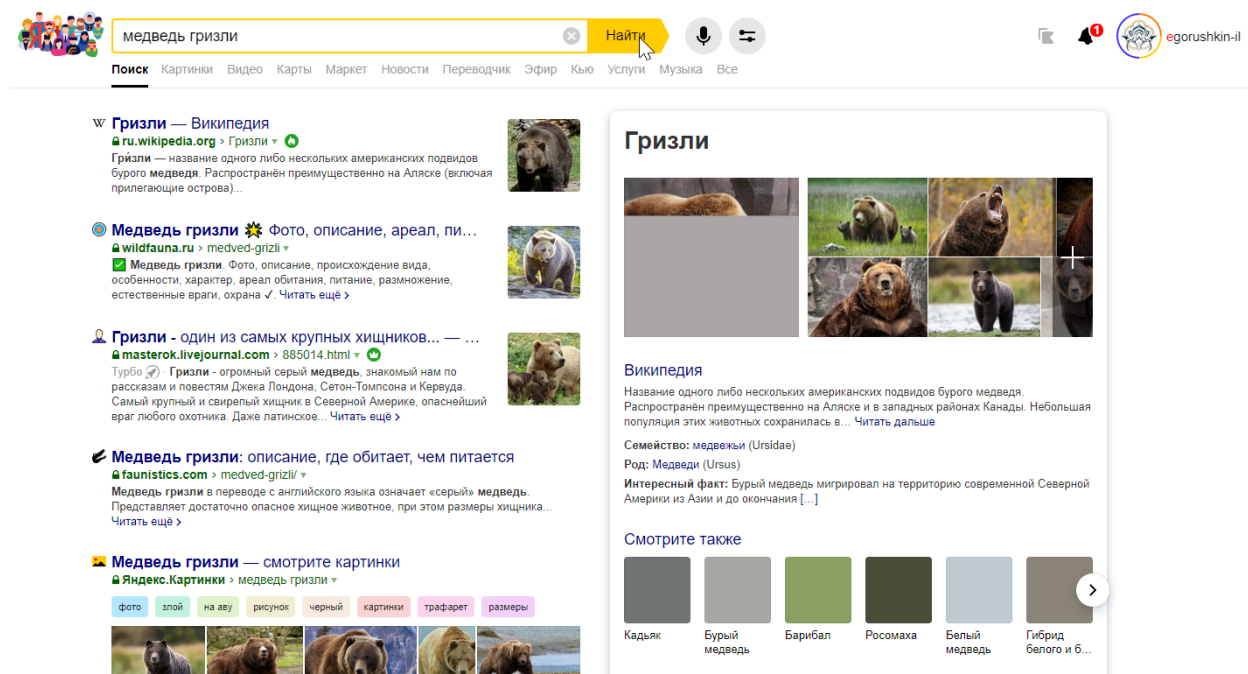 медведь гризли
Найти
1
egorushkin-il
Поиск Картинки Видео Карты Маркет Новости Переводчик Эфир Кью Услуги Музыка Все
W Гризли — Википедия
ru.wikipedia.org › Гризли
Гри́зли — название одного либо нескольких американских подвидов
бурого медведя. Распространён преимущественно на Аляске (включая
прилегающие острова)...
Медведь гризли Фото, описание, ареал, пи...
wildfauna.ru › medved-grizli
Медведь гризли. Фото, описание, происхождение вида,
особенности, характер, ареал обитания, питание, размножение,
естественные враги, охрана ✓. Читать ещё ›
Гризли - один из самых крупных хищников... — ...
masterok.livejournal.com › 885014.html
Турбо · Гризли - огромный серый медведь, знакомый нам по
рассказам и повестям Джека Лондона, Сетон-Томпсона и Кервуда.
Самый крупный и свирепый хищник в Северной Америке, опаснейший
враг любого охотника. Даже латинское... Читать ещё ›
Медведь гризли: описание, где обитает, чем питается
faunistics.com › medved-grizli/
Медведь гризли в переводе с английского языка означает «серый» медведь.
Представляет достаточно опасное хищное животное, при этом размеры хищника...
Читать ещё ›
Медведь гризли — смотрите картинки
Яндекс.Картинки › медведь гризли
фото злой на аву рисунок черный картинки трафарет размеры
Гризли
Википедия
Название одного либо нескольких американских подвидов бурого медведя.
Распространён преимущественно на Аляске и в западных районах Канады. Небольшая
популяция этих животных сохранилась в... Читать дальше
Семейство: медвежьи (Ursidae)
Род: Медведи (Ursus)
Интересный факт: Бурый медведь мигрировал на территорию современной Северной
Америки из Азии и до окончания [...]
Смотрите также
Кадьяк
Бурый
медведь
Барибал
Росомаха
Белый
медведь
Гибрид
белого и б...